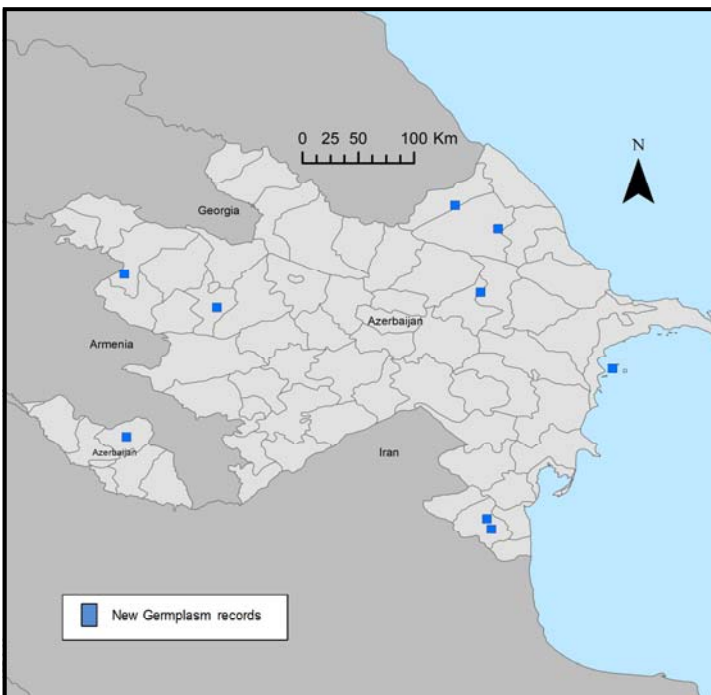 0 25 50 100 Km
N
Georgia
Azerbaijan
Armenia
Azerbaijan
Iran
New Germplasm records